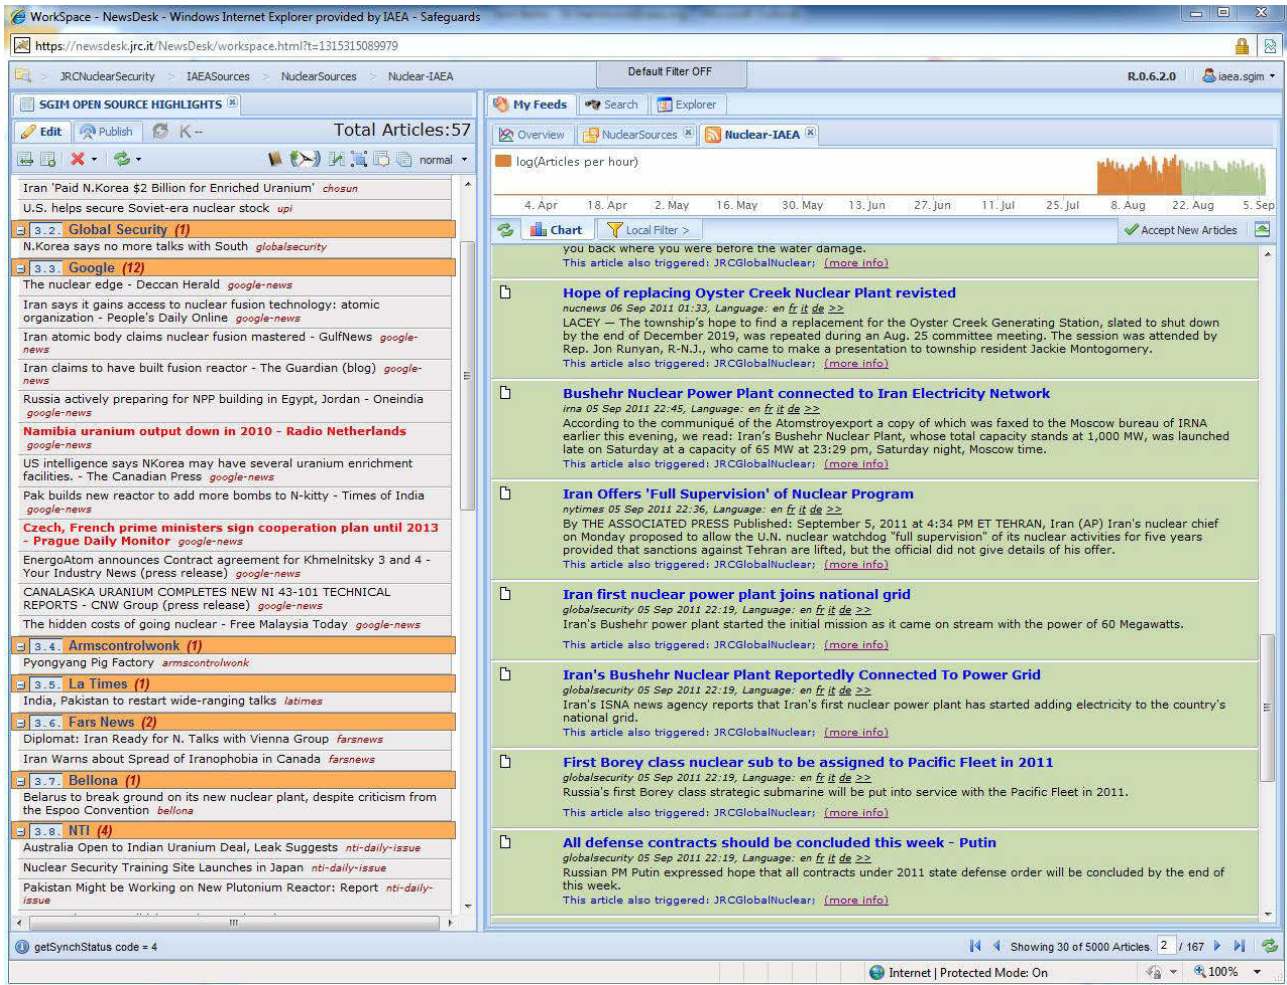 WorkSpace - NewsDesk - Windows Internet Explorer provided by IAEA - Safeguards
https://newsdesk.jrc.it/NewsDesk/workspace.html?t=1315315089979
JRCNuclearSecurity > IAEASources > NuclearSources > Nuclear-IAEA
Default Filter OFF
R.0.6.2.0 iaea.sgim
SGIM OPEN SOURCE HIGHLIGHTS
Edit Publish K -- Total Articles:57
normal
Iran 'Paid N.Korea $2 Billion for Enriched Uranium' chosun
U.S. helps secure Soviet-era nuclear stock upi
3.2. Global Security (1)
N.Korea says no more talks with South globalsecurity
3.3. Google (12)
The nuclear edge - Deccan Herald google-news
Iran says it gains access to nuclear fusion technology: atomic
organization - People's Daily Online google-news
Iran atomic body claims nuclear fusion mastered - GulfNews google-
news
Iran claims to have built fusion reactor - The Guardian (blog) google-
news
Russia actively preparing for NPP building in Egypt, Jordan - Oneindia
google-news
Namibia uranium output down in 2010 - Radio Netherlands
google-news
US intelligence says NKorea may have several uranium enrichment
facilities. - The Canadian Press google-news
Pak builds new reactor to add more bombs to N-kitty - Times of India
google-news
Czech, French prime ministers sign cooperation plan until 2013
- Prague Daily Monitor google-news
EnergoAtom announces Contract agreement for Khmelnitsky 3 and 4 -
Your Industry News (press release) google-news
CANALASKA URANIUM COMPLETES NEW NI 43-101 TECHNICAL
REPORTS - CNW Group (press release) google-news
The hidden costs of going nuclear - Free Malaysia Today google-news
3.4. Armscontrolwonk (1)
Pyongyang Pig Factory armscontrolwonk
3.5. La Times (1)
India, Pakistan to restart wide-ranging talks latimes
3.6. Fars News (2)
Diplomat: Iran Ready for N. Talks with Vienna Group farsnews
Iran Warns about Spread of Iranophobia in Canada farsnews
3.7. Bellona (1)
Belarus to break ground on its new nuclear plant, despite criticism from
the Espoo Convention bellona
3.8. NTI (4)
Australia Open to Indian Uranium Deal, Leak Suggests nti-daily-issue
Nuclear Security Training Site Launches in Japan nti-daily-issue
Pakistan Might be Working on New Plutonium Reactor: Report nti-daily-
issue
My Feeds Search Explorer
Overview NuclearSources Nuclear-IAEA
log(Articles per hour)
4. Apr 18. Apr 2. May 16. May 30. May 13. Jun 27. Jun 11. Jul 25. Jul 8. Aug 22. Aug 5. Sep
Chart Local Filter > Accept New Articles
you back where you were before the water damage.
This article also triggered: JRCGlobalNuclear; (more info)
Hope of replacing Oyster Creek Nuclear Plant revisted
nucnews 06 Sep 2011 01:33, Language: en fr it de >>
LACEY — The township's hope to find a replacement for the Oyster Creek Generating Station, slated to shut down
by the end of December 2019, was repeated during an Aug. 25 committee meeting. The session was attended by
Rep. Jon Runyan, R-N.J., who came to make a presentation to township resident Jackie Montogomery.
This article also triggered: JRCGlobalNuclear; (more info)
Bushehr Nuclear Power Plant connected to Iran Electricity Network
irna 05 Sep 2011 22:45, Language: en fr it de >>
According to the communiqué of the Atomstroyexport a copy of which was faxed to the Moscow bureau of IRNA
earlier this evening, we read: Iran's Bushehr Nuclear Plant, whose total capacity stands at 1,000 MW, was launched
late on Saturday at a capacity of 65 MW at 23:29 pm, Saturday night, Moscow time.
This article also triggered: JRCGlobalNuclear; (more info)
Iran Offers 'Full Supervision' of Nuclear Program
nytimes 05 Sep 2011 22:36, Language: en fr it de >>
By THE ASSOCIATED PRESS Published: September 5, 2011 at 4:34 PM ET TEHRAN, Iran (AP) Iran's nuclear chief
on Monday proposed to allow the U.N. nuclear watchdog "full supervision" of its nuclear activities for five years
provided that sanctions against Tehran are lifted, but the official did not give details of his offer.
This article also triggered: JRCGlobalNuclear; (more info)
Iran first nuclear power plant joins national grid
globalsecurity 05 Sep 2011 22:19, Language: en fr it de >>
Iran's Bushehr power plant started the initial mission as it came on stream with the power of 60 Megawatts.
This article also triggered: JRCGlobalNuclear; (more info)
Iran's Bushehr Nuclear Plant Reportedly Connected To Power Grid
globalsecurity 05 Sep 2011 22:19, Language: en fr it de >>
Iran's ISNA news agency reports that Iran's first nuclear power plant has started adding electricity to the country's
national grid.
This article also triggered: JRCGlobalNuclear; (more info)
First Borey class nuclear sub to be assigned to Pacific Fleet in 2011
globalsecurity 05 Sep 2011 22:19, Language: en fr it de >>
Russia's first Borey class strategic submarine will be put into service with the Pacific Fleet in 2011.
This article also triggered: JRCGlobalNuclear; (more info)
All defense contracts should be concluded this week - Putin
globalsecurity 05 Sep 2011 22:19, Language: en fr it de >>
Russian PM Putin expressed hope that all contracts under 2011 state defense order will be concluded by the end of
this week.
This article also triggered: JRCGlobalNuclear; (more info)
getSynchStatus code = 4
Showing 30 of 5000 Articles. 2 / 167
Internet | Protected Mode: On
100%